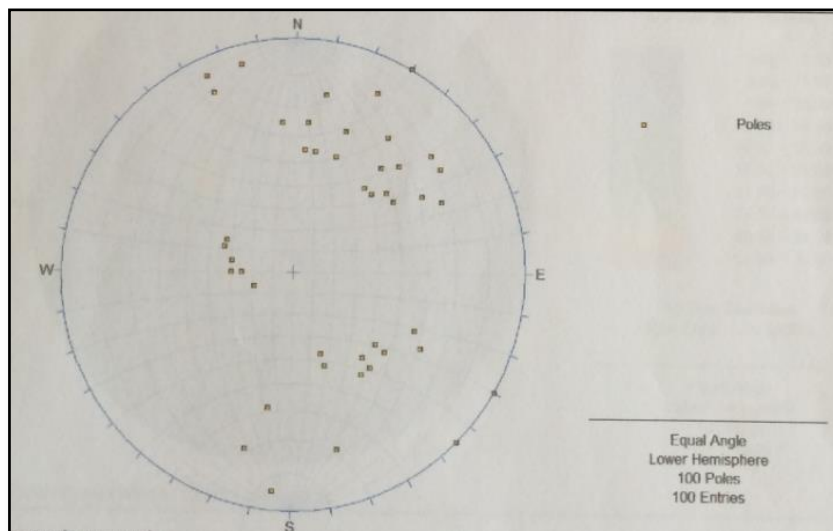 N
Poles
W
E
Equal Angle
Lower Hemisphere
100 Poles
100 Entries
S